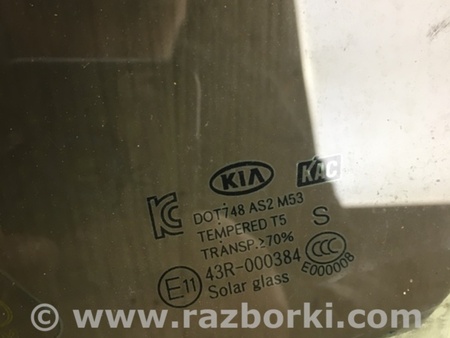 KIA KAC
KC DOT748 AS2 M53
TEMPERED T5 S
TRANSP.≥70%
E11 43R-000384 CCC
Solar glass E000008
© www.razborki.com